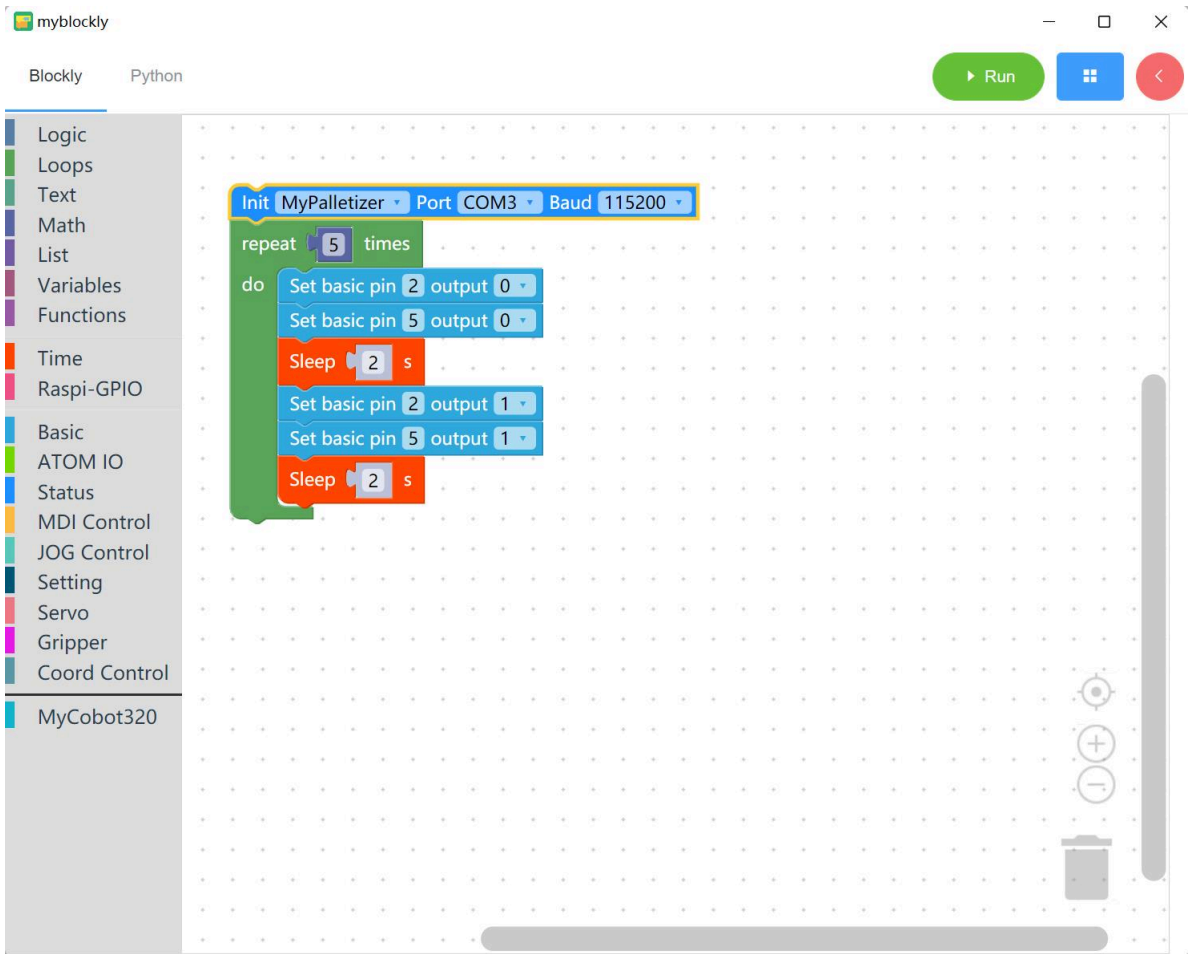 myblockly
Blockly Python Run
Logic
Loops
Text
Math
List
Variables
Functions
Time
Raspi-GPIO
Basic
ATOM IO
Status
MDI Control
JOG Control
Setting
Servo
Gripper
Coord Control
MyCobot320
Init MyPalletizer Port COM3 Baud 115200
repeat 5 times
do Set basic pin 2 output 0
Set basic pin 5 output 0
Sleep 2 s
Set basic pin 2 output 1
Set basic pin 5 output 1
Sleep 2 s